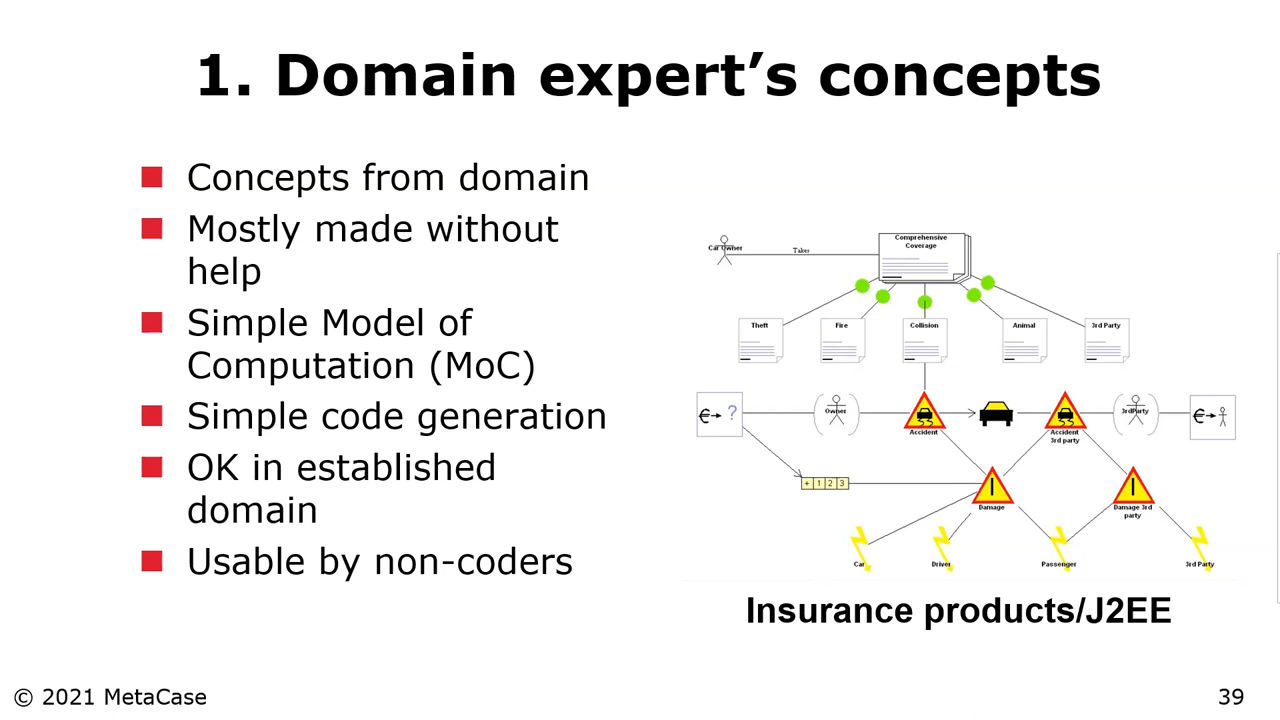 1. Domain expert’s concepts
Concepts from domain
Mostly made without
help
Simple Model of
Computation (MoC)
Simple code generation
OK in established
domain
Usable by non-coders
Car Owner
Takes
Comprehensive
Coverage
Theft
Fire
Collision
Animal
3rd Party
€ ?
Owner
Accident
Accident
3rd party
3rdParty
€
+ 1 2 3
Damage
Damage 3rd
party
Car
Driver
Passenger
3rd Party
Insurance products/J2EE
© 2021 MetaCase
39